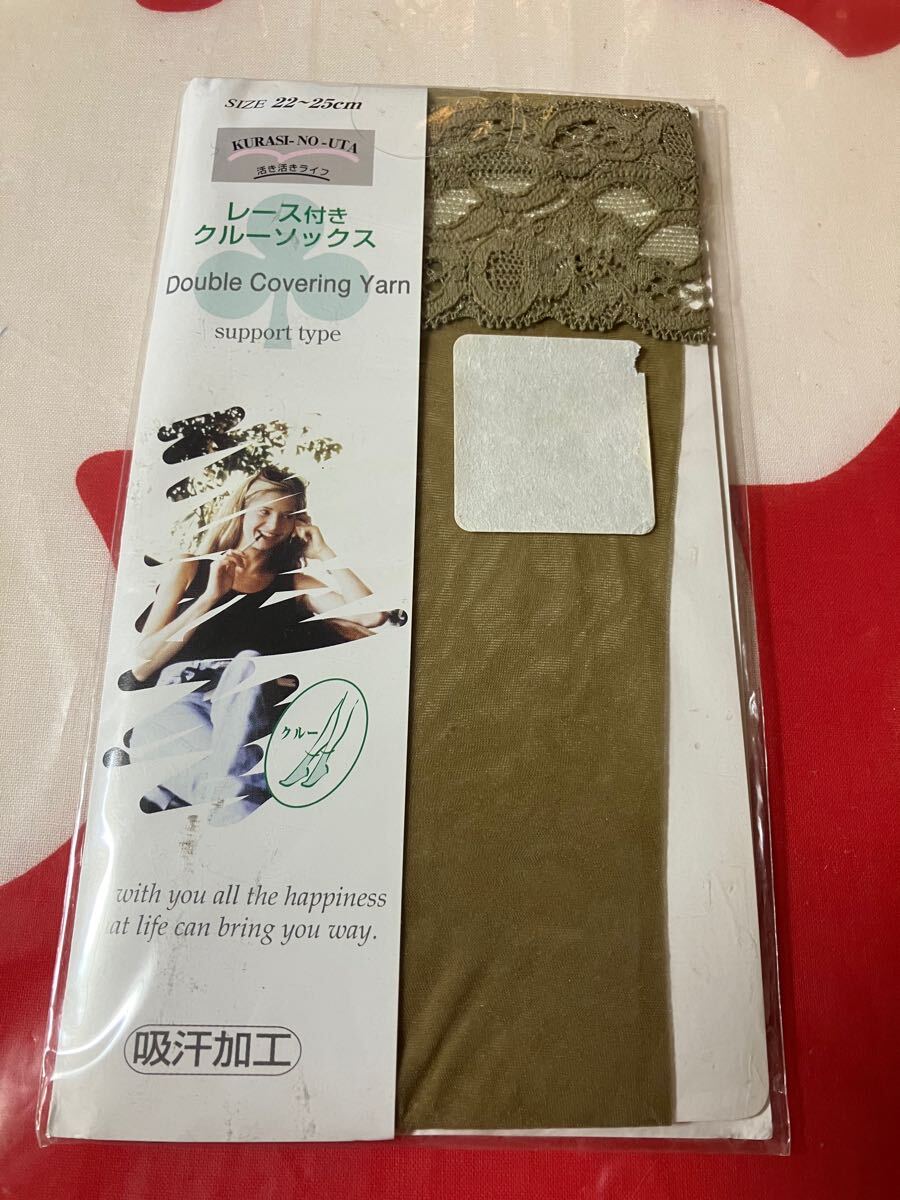 SIZE 22~25cm
KURASI-NO-UTA
活き活きライフ
レース付き
クルーソックス
Double Covering Yarn
support type
クルー
with you all the happiness
at life can bring you way.
吸汗加工